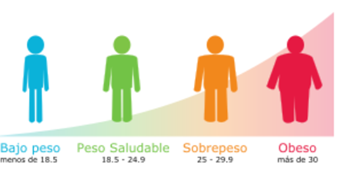 Bajo peso Peso Saludable Sobrepeso Obeso
menos de 18.5 18.5 - 24.9 25 - 29.9 más de 30